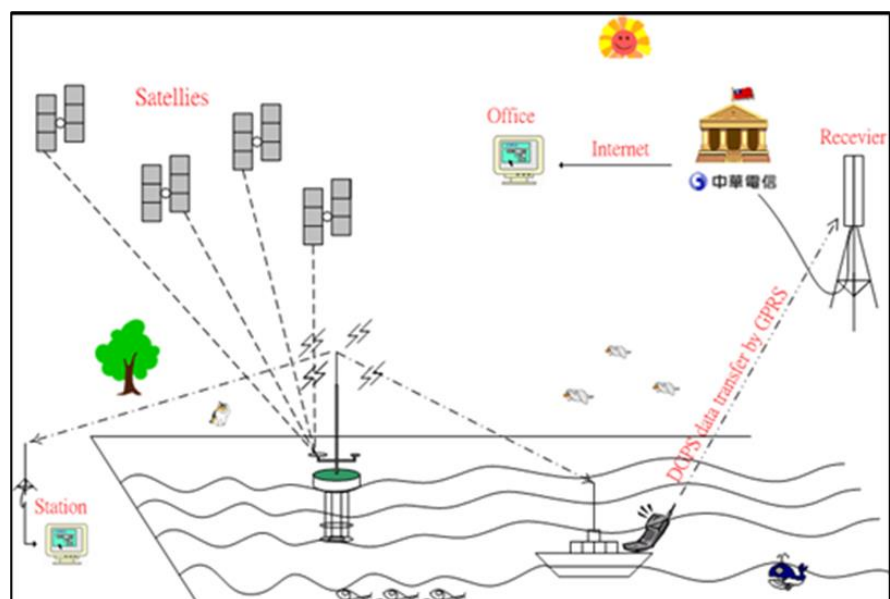 Satellies
Office
Internet
Recevier
中華電信
DGPS data transfer by GPRS
Station